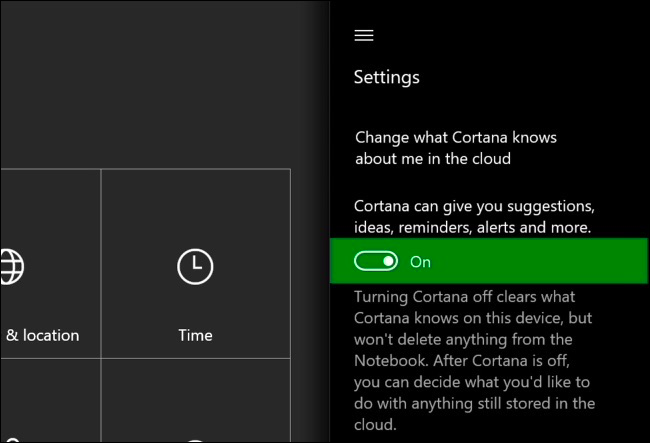 Settings
Change what Cortana knows
about me in the cloud
Cortana can give you suggestions,
ideas, reminders, alerts and more.
On
Turning Cortana off clears what
Cortana knows on this device, but
won't delete anything from the
Notebook. After Cortana is off,
you can decide what you'd like to
do with anything still stored in the
cloud.
& location
Time